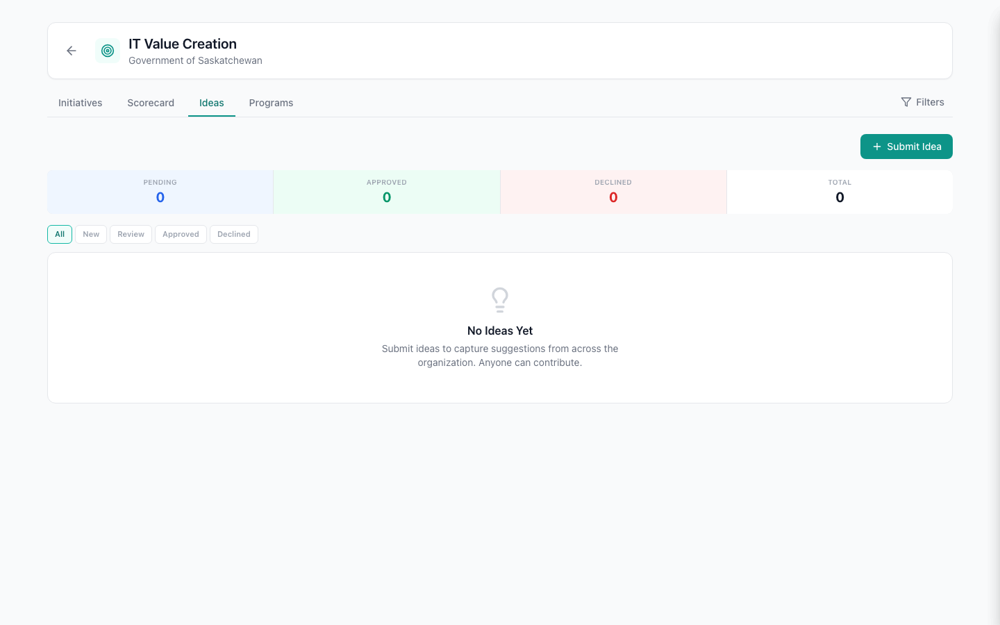 IT Value Creation
Government of Saskatchewan
Initiatives
Scorecard
Ideas
Programs
Filters
Submit Idea
PENDING
0
APPROVED
0
DECLINED
0
TOTAL
0
All
New
Review
Approved
Declined
No Ideas Yet
Submit ideas to capture suggestions from across the
organization. Anyone can contribute.